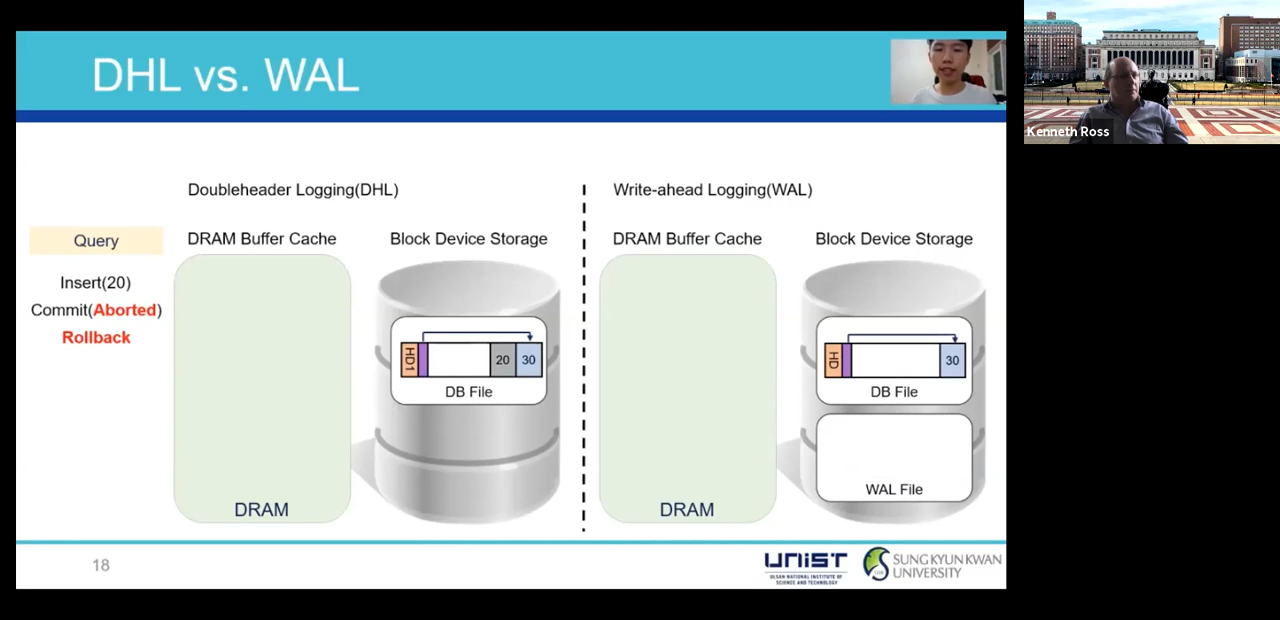 DHL vs. WAL
Kenneth Ross
Doubleheader Logging(DHL)
Write-ahead Logging(WAL)
Query
DRAM Buffer Cache
Block Device Storage
DRAM Buffer Cache
Block Device Storage
Insert(20)
Commit(Aborted)
Rollback
HD1
20
30
DB File
HD
30
DB File
WAL File
DRAM
DRAM
18
UNIST
ULSAN NATIONAL INSTITUTE OF
SCIENCE AND TECHNOLOGY
SUNG KYUN KWAN
UNIVERSITY